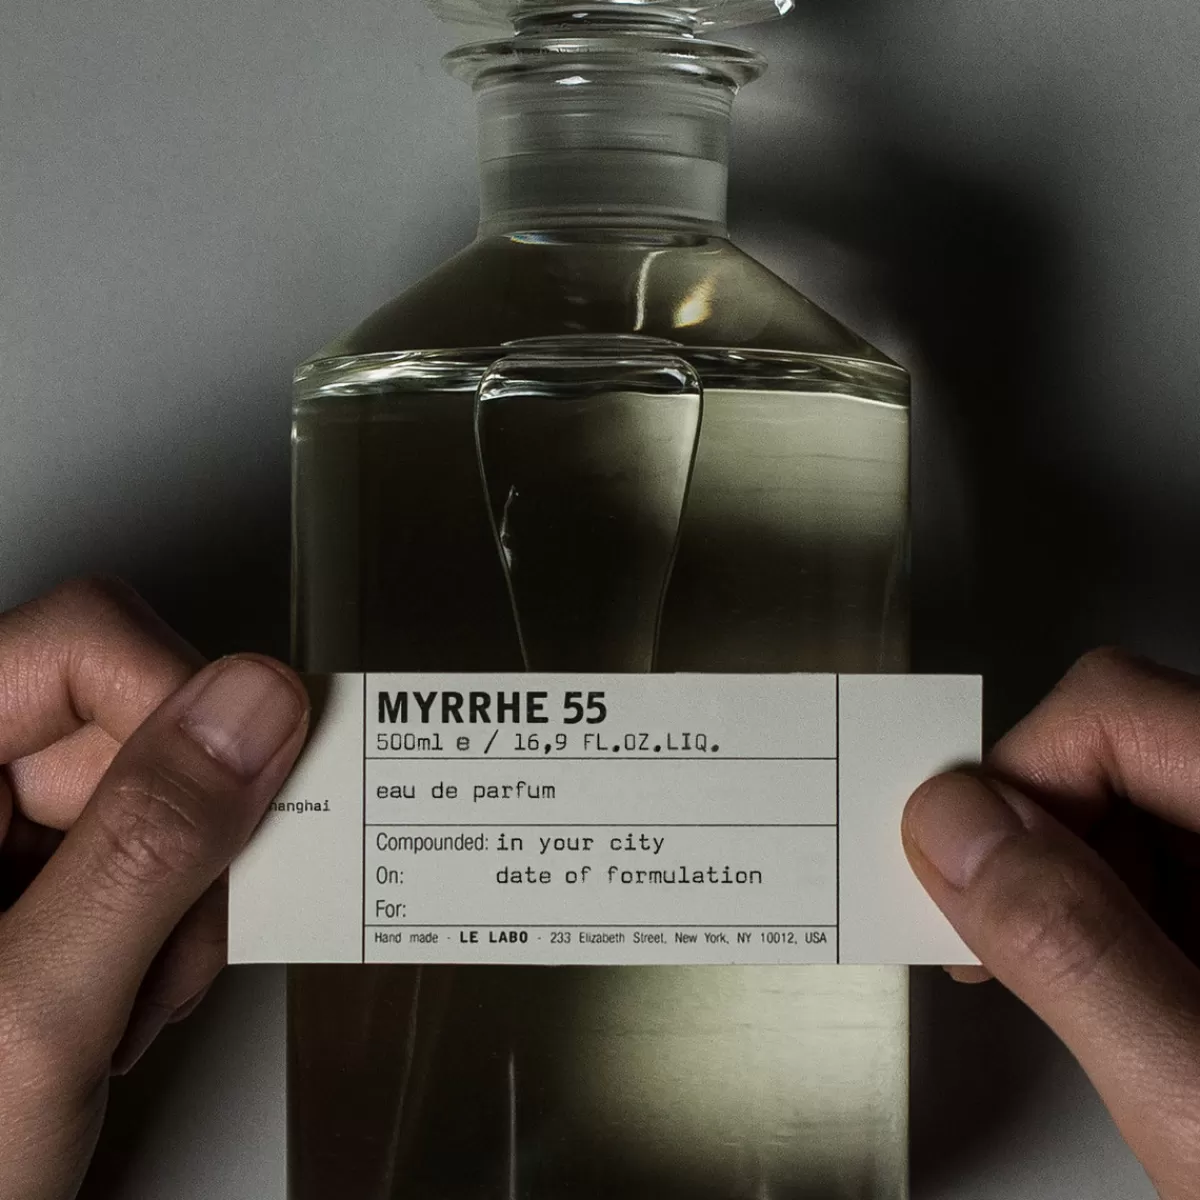 MYRRHE 55
500ml e / 16,9 FL.OZ.LIQ.
eau de parfum
hanghai
Compounded: in your city
On: date of formulation
For:
Hand made - LE LABO - 233 Elizabeth Street, New York, NY 10012, USA